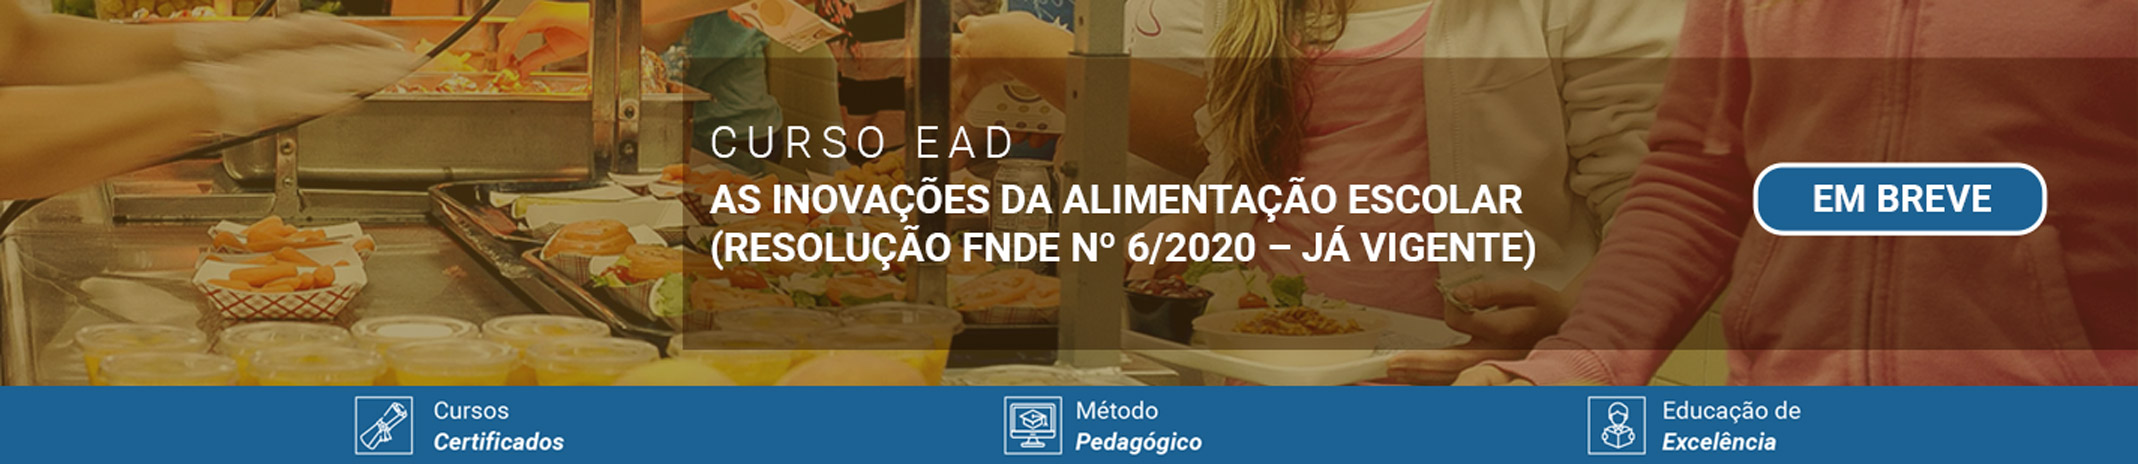 CURSO EAD
AS INOVAÇÕES DA ALIMENTAÇÃO ESCOLAR
(RESOLUÇÃO FNDE Nº 6/2020 – JÁ VIGENTE)
EM BREVE
Cursos
Certificados
Método
Pedagógico
Educação de
Excelência